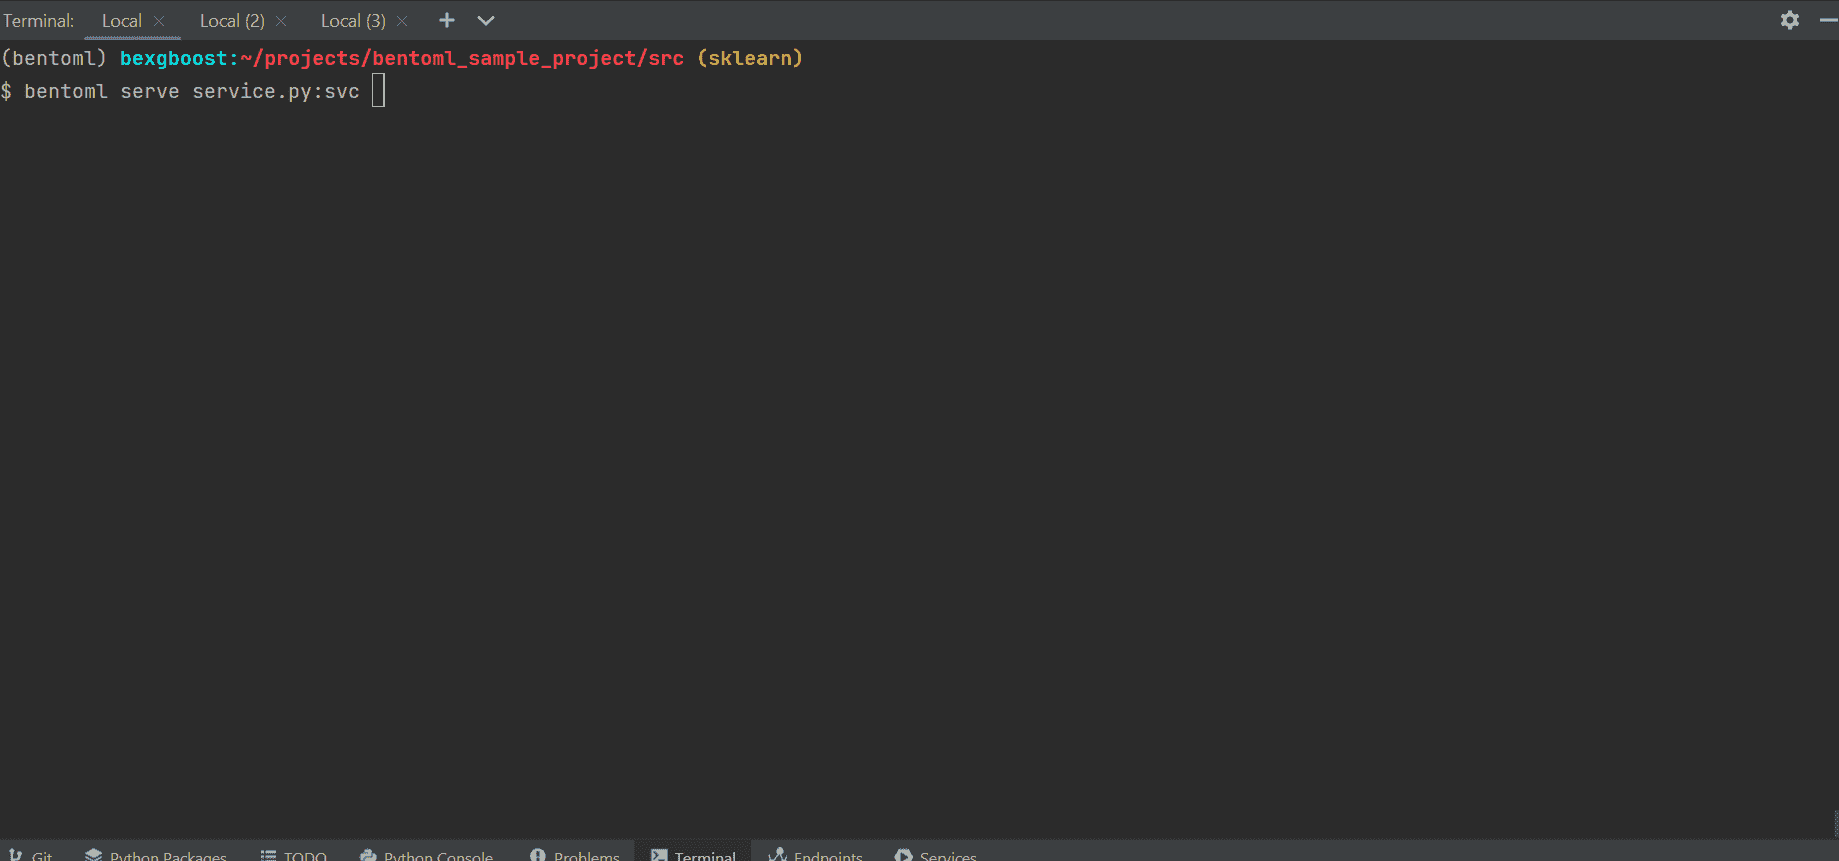 Terminal: Local Local (2) Local (3)
(bentoml) bexgboost:~/projects/bentoml_sample_project/src (sklearn)
$ bentoml serve service.py:svc
Git Python Packages TODO Python Console Problems Terminal Endpoints Services